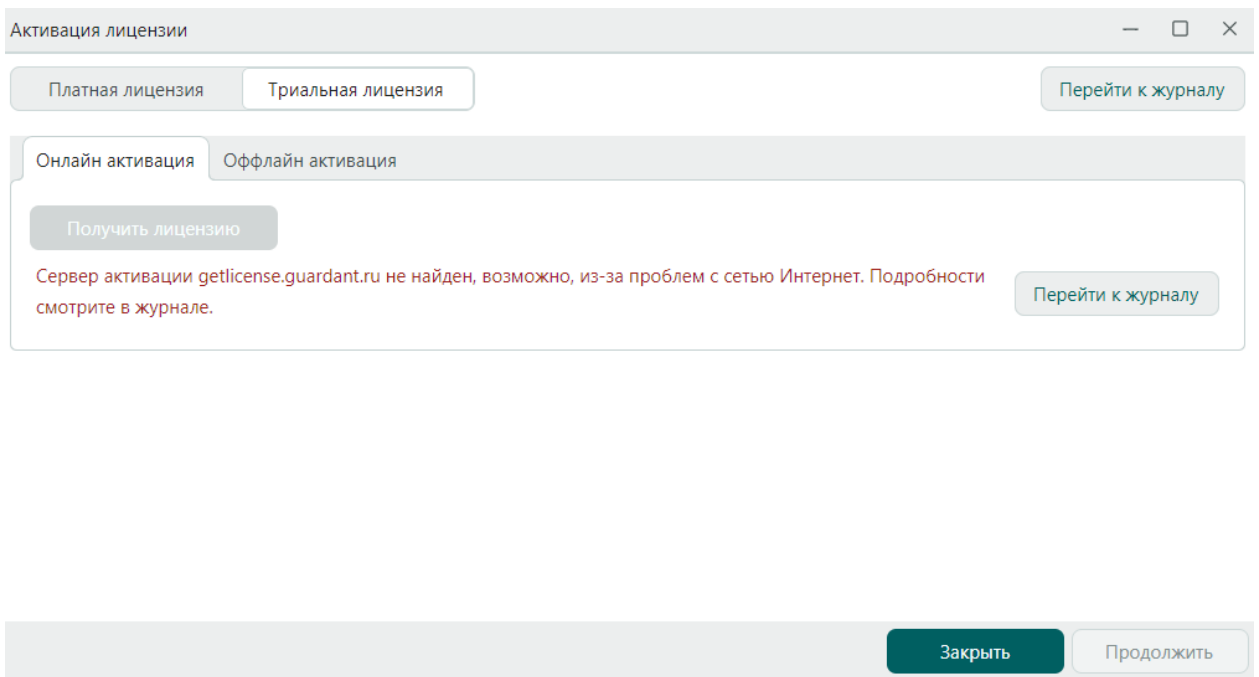 Активация лицензии
Платная лицензия
Триальная лицензия
Перейти к журналу
Онлайн активация
Оффлайн активация
Получить лицензию
Сервер активации getlicense.guardant.ru не найден, возможно, из-за проблем с сетью Интернет. Подробности
смотрите в журнале.
Перейти к журналу
Закрыть
Продолжить